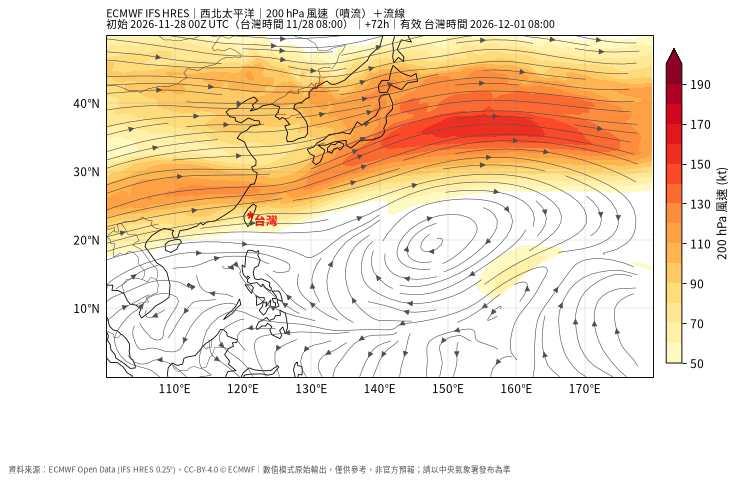 ECMWF IFS HRES｜西北太平洋｜200 hPa 風速（噴流）＋流線
初始 2026-11-28 00Z UTC（台灣時間 11/28 08:00）｜+72h｜有效 台灣時間 2026-12-01 08:00
40°N
30°N
20°N
10°N
台灣
110°E
120°E
130°E
140°E
150°E
160°E
170°E
190
170
150
130
110
90
70
50
200 hPa 風速 (kt)
資料來源：ECMWF Open Data (IFS HRES 0.25°)，CC-BY-4.0 © ECMWF｜數值模式原始輸出，僅供參考，非官方預報；請以中央氣象署發布為準